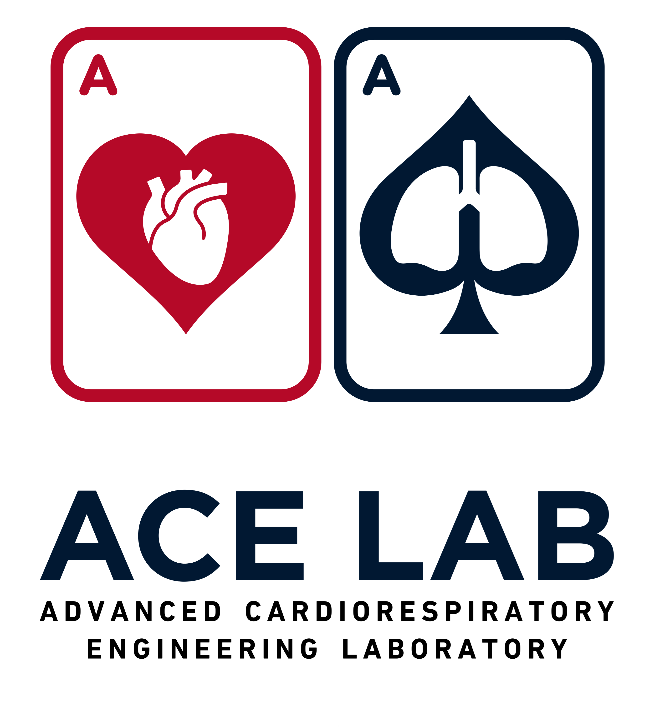 A
A
ACE LAB
ADVANCED CARDIORESPIRATORY
ENGINEERING LABORATORY